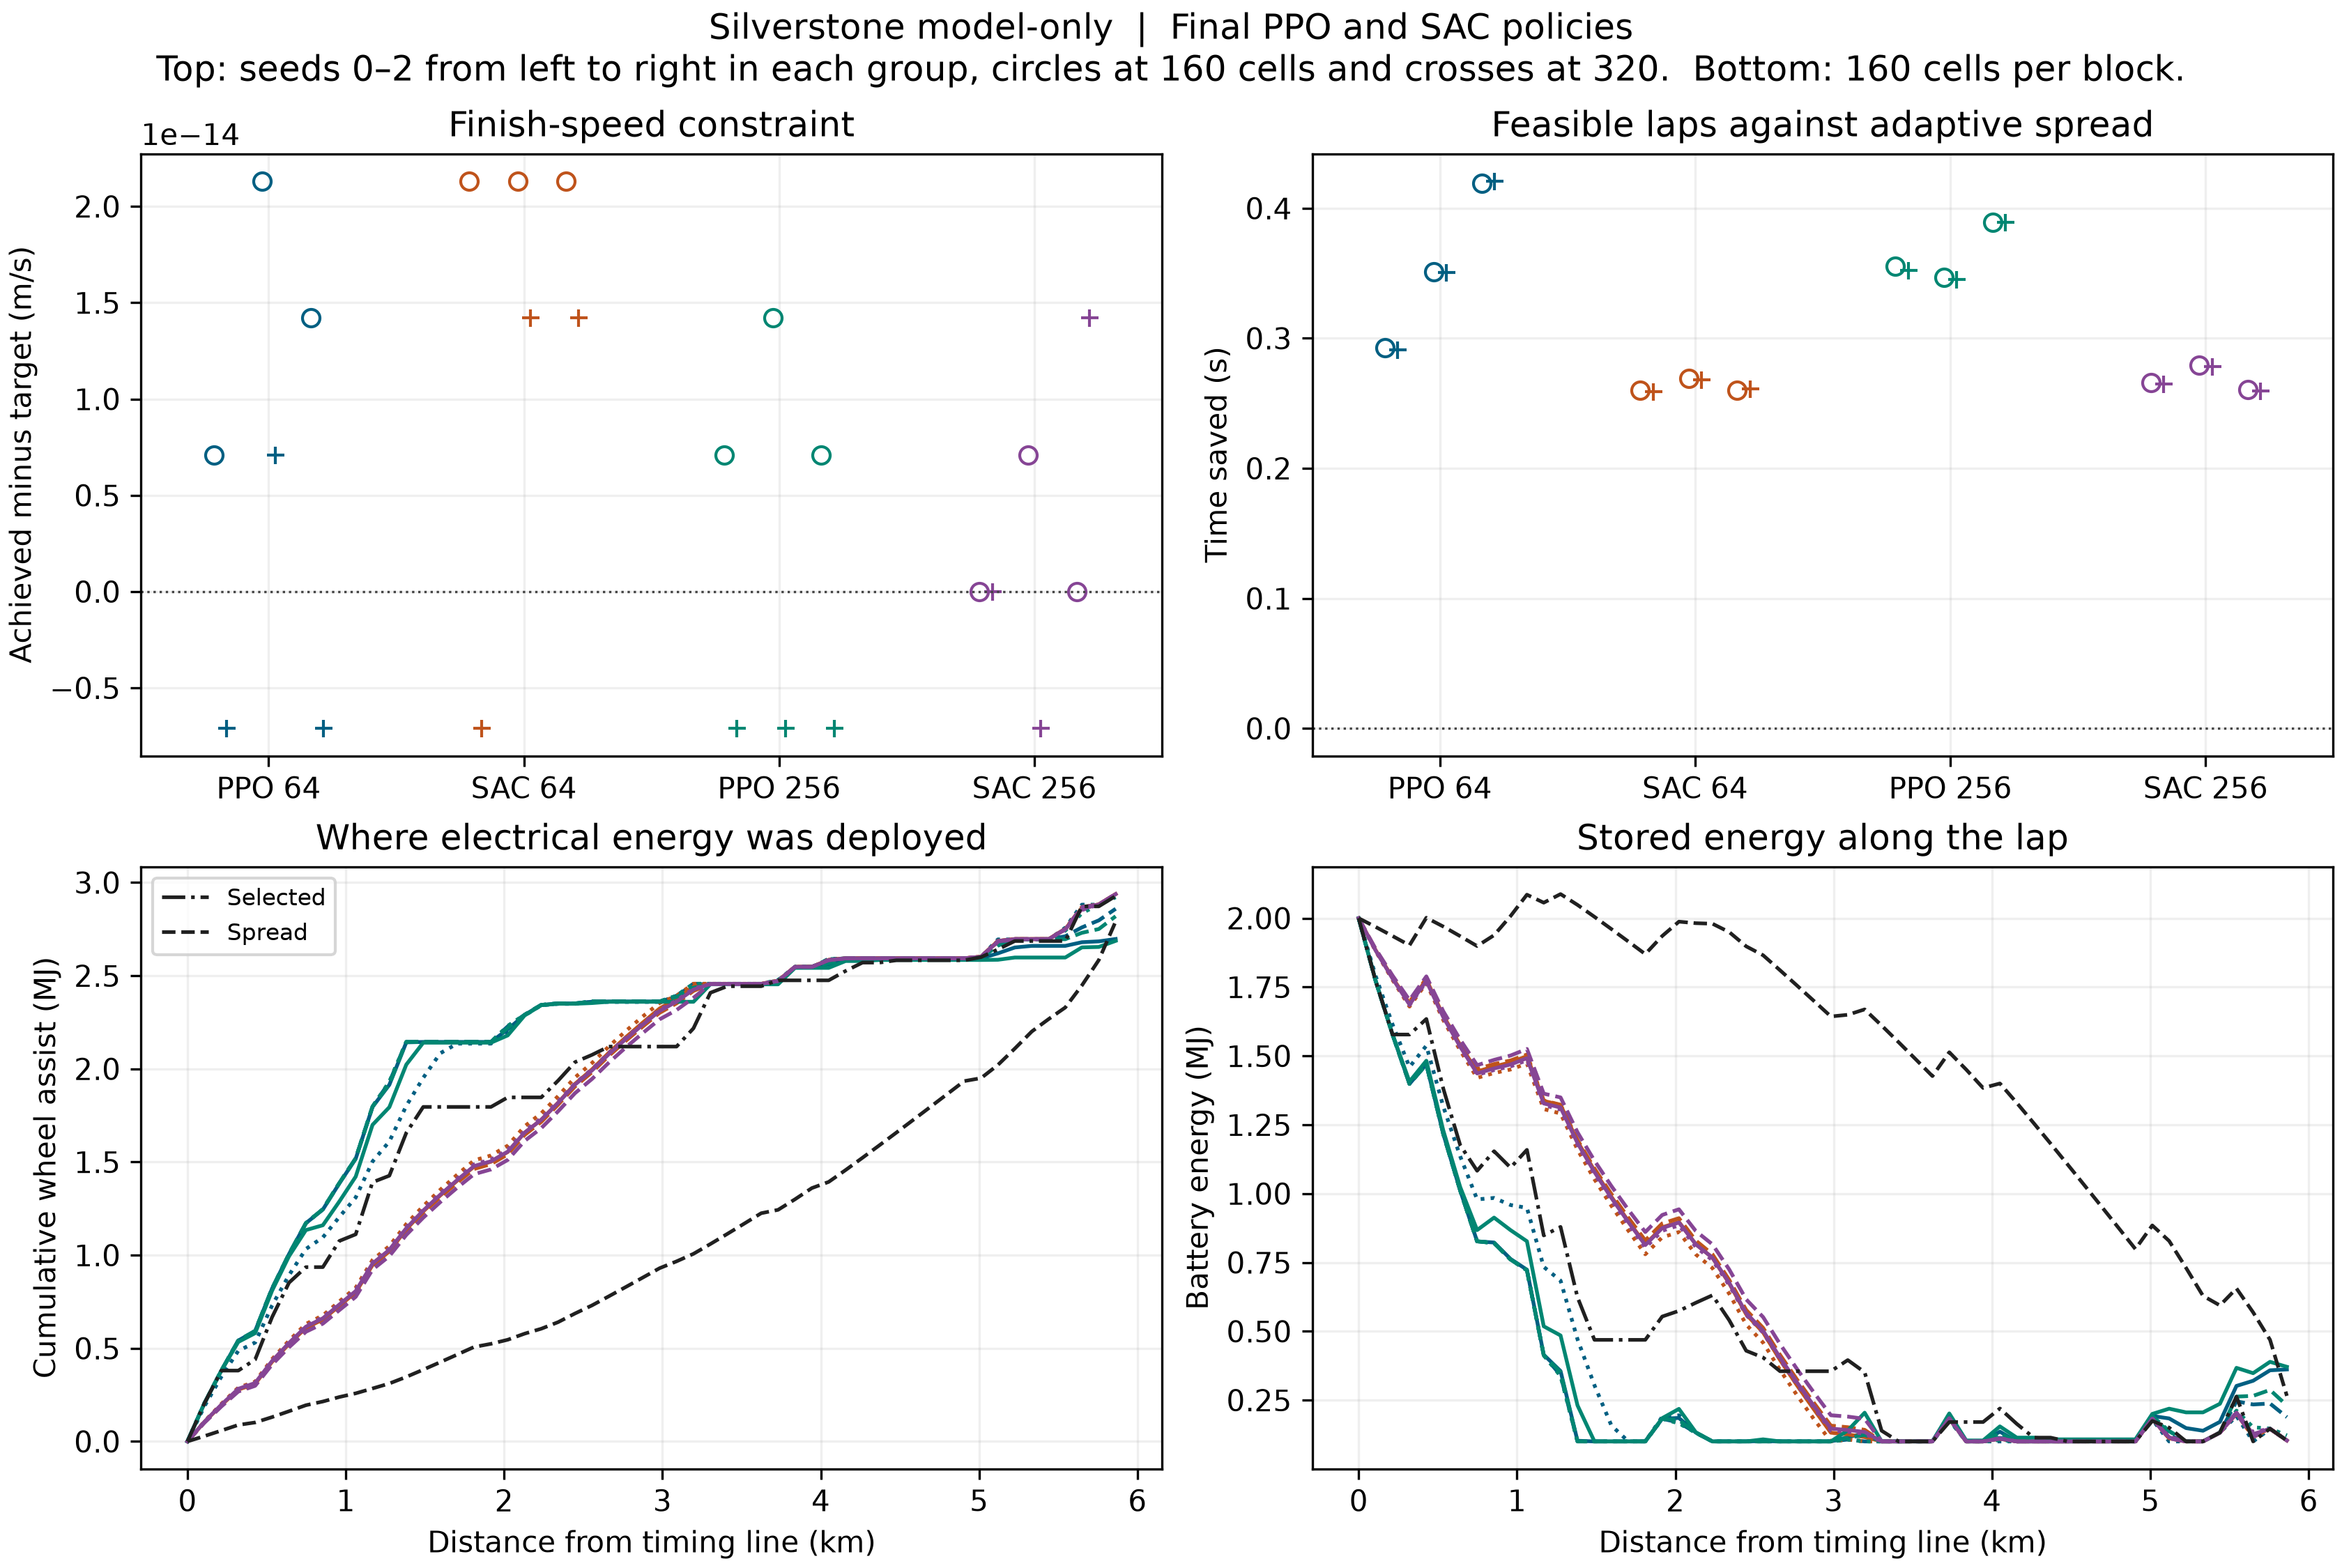 Silverstone model-only | Final PPO and SAC policies
Top: seeds 0–2 from left to right in each group, circles at 160 cells and crosses at 320. Bottom: 160 cells per block.
Finish-speed constraint
1e−14
Achieved minus target (m/s)
2.0
1.5
1.0
0.5
0.0
−0.5
PPO 64 SAC 64 PPO 256 SAC 256
Feasible laps against adaptive spread
Time saved (s)
0.4
0.3
0.2
0.1
0.0
PPO 64 SAC 64 PPO 256 SAC 256
Where electrical energy was deployed
Selected
Spread
Cumulative wheel assist (MJ)
3.0
2.5
2.0
1.5
1.0
0.5
0.0
0 1 2 3 4 5 6
Distance from timing line (km)
Stored energy along the lap
Battery energy (MJ)
2.00
1.75
1.50
1.25
1.00
0.75
0.50
0.25
0 1 2 3 4 5 6
Distance from timing line (km)